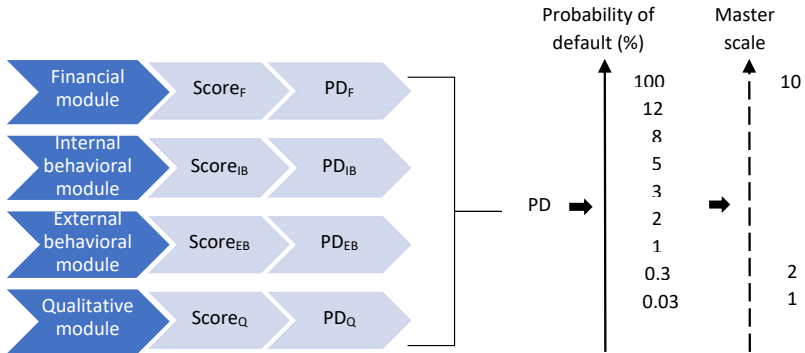 Probability of
default (%)
Master
scale
Financial
module
Score_F
PD_F
Internal
behavioral
module
Score_IB
PD_IB
External
behavioral
module
Score_EB
PD_EB
Qualitative
module
Score_Q
PD_Q
PD
100
12
8
5
3
2
1
0.3
0.03
10
2
1